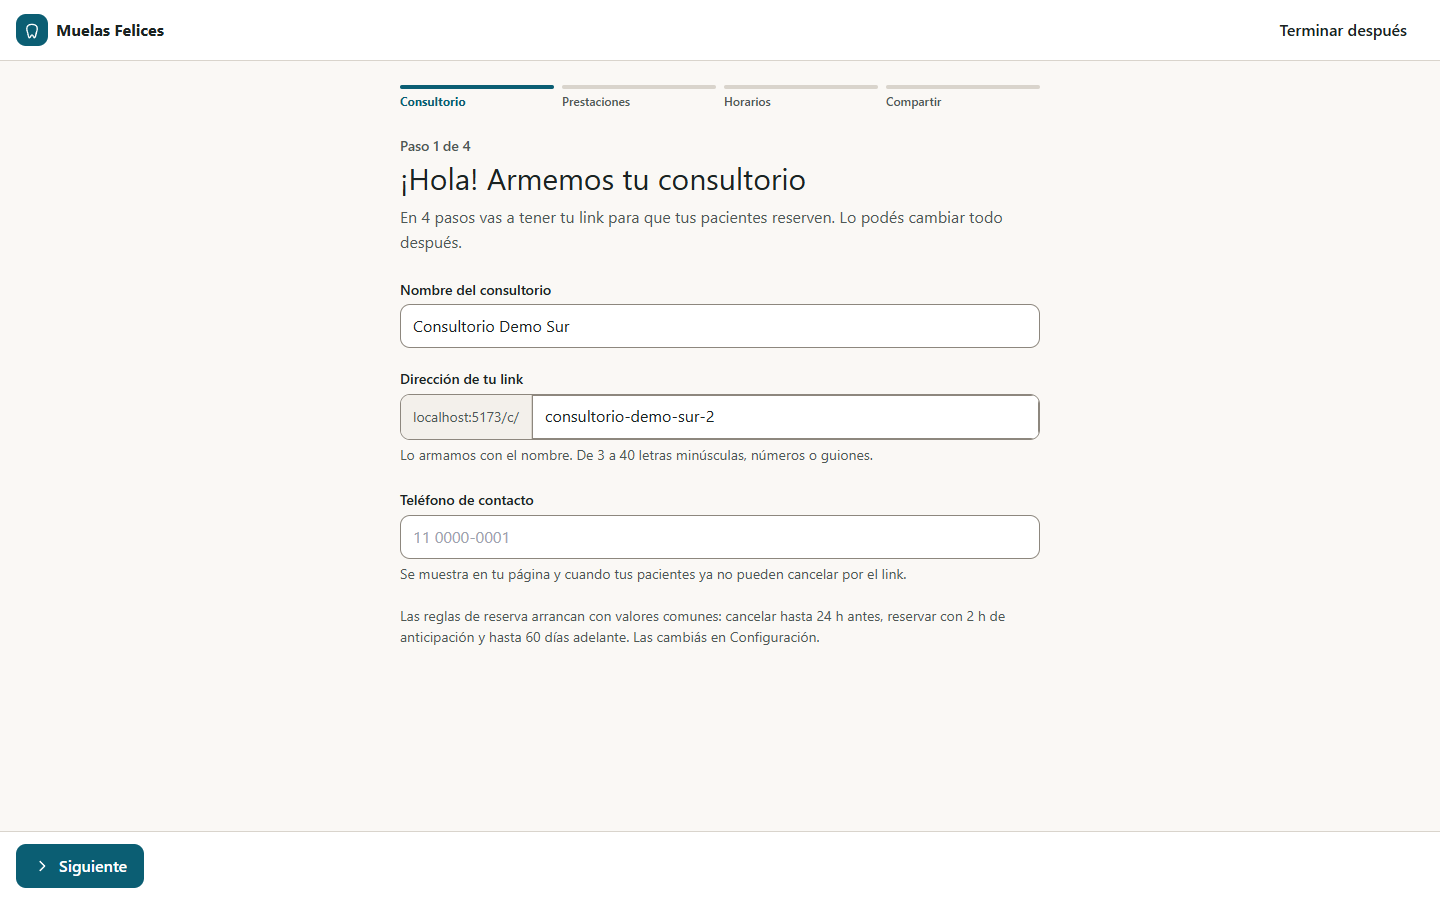 Muelas Felices
Terminar después
Consultorio
Prestaciones
Horarios
Compartir
Paso 1 de 4
¡Hola! Armemos tu consultorio
En 4 pasos vas a tener tu link para que tus pacientes reserven. Lo podés cambiar todo
después.
Nombre del consultorio
Consultorio Demo Sur
Dirección de tu link
localhost:5173/c/ consultorio-demo-sur-2
Lo armamos con el nombre. De 3 a 40 letras minúsculas, números o guiones.
Teléfono de contacto
11 0000-0001
Se muestra en tu página y cuando tus pacientes ya no pueden cancelar por el link.
Las reglas de reserva arrancan con valores comunes: cancelar hasta 24 h antes, reservar con 2 h de
anticipación y hasta 60 días adelante. Las cambiás en Configuración.
Siguiente